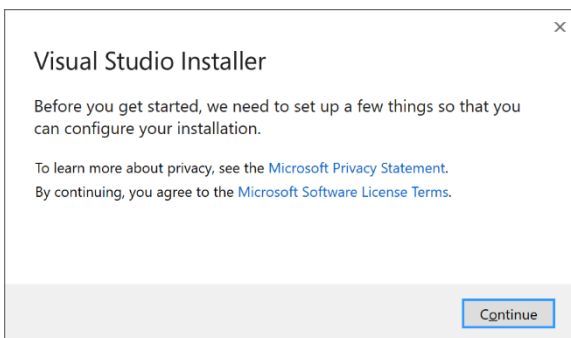 Visual Studio Installer
Before you get started, we need to set up a few things so that you
can configure your installation.
To learn more about privacy, see the Microsoft Privacy Statement.
By continuing, you agree to the Microsoft Software License Terms.
Continue